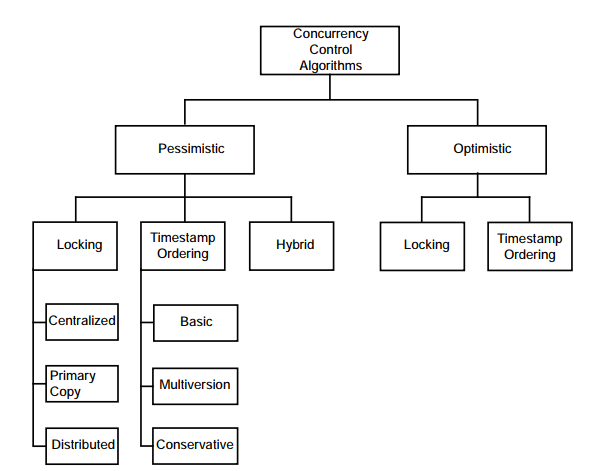 Concurrency
Control
Algorithms
Pessimistic
Optimistic
Locking
Timestamp
Ordering
Hybrid
Locking
Timestamp
Ordering
Centralized
Basic
Primary
Copy
Multiversion
Distributed
Conservative